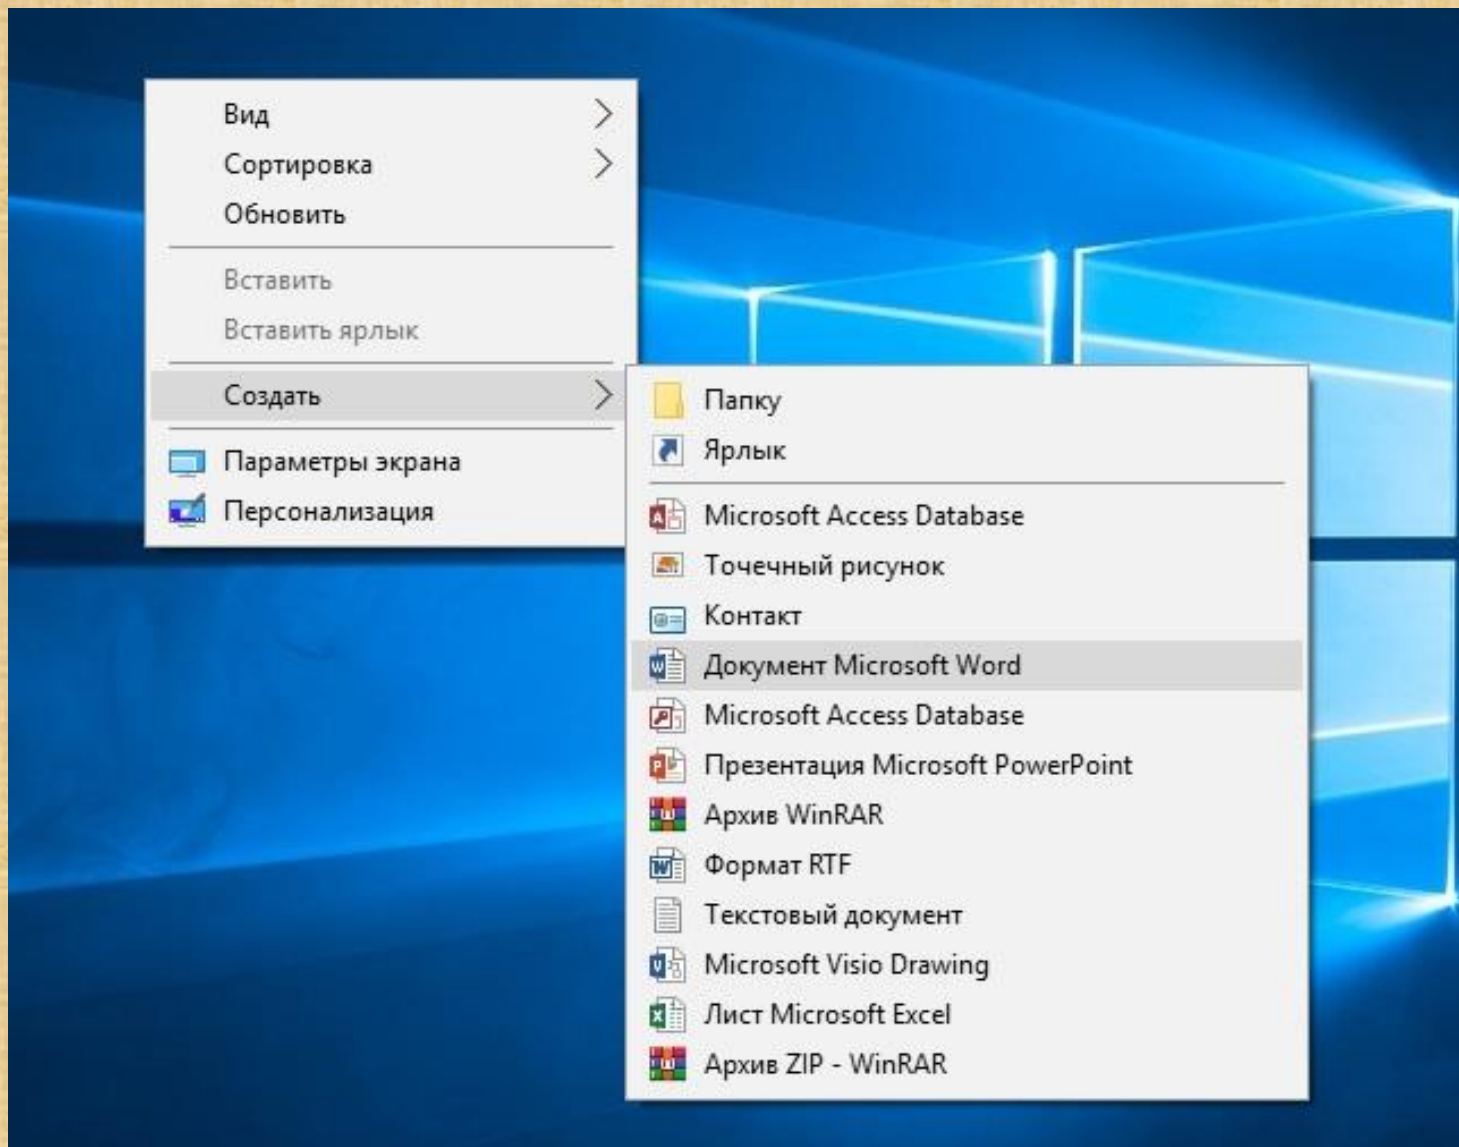 Вид
Сортировка
Обновить
Вставить
Вставить ярлык
Создать
Параметры экрана
Персонализация
Папку
Ярлык
Microsoft Access Database
Точечный рисунок
Контакт
Документ Microsoft Word
Microsoft Access Database
Презентация Microsoft PowerPoint
Архив WinRAR
Формат RTF
Текстовый документ
Microsoft Visio Drawing
Лист Microsoft Excel
Архив ZIP - WinRAR